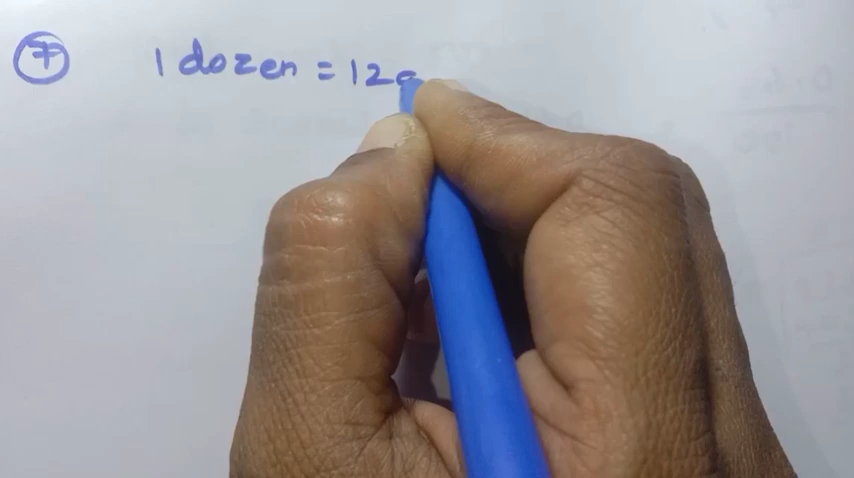 7 1 dozen = 12